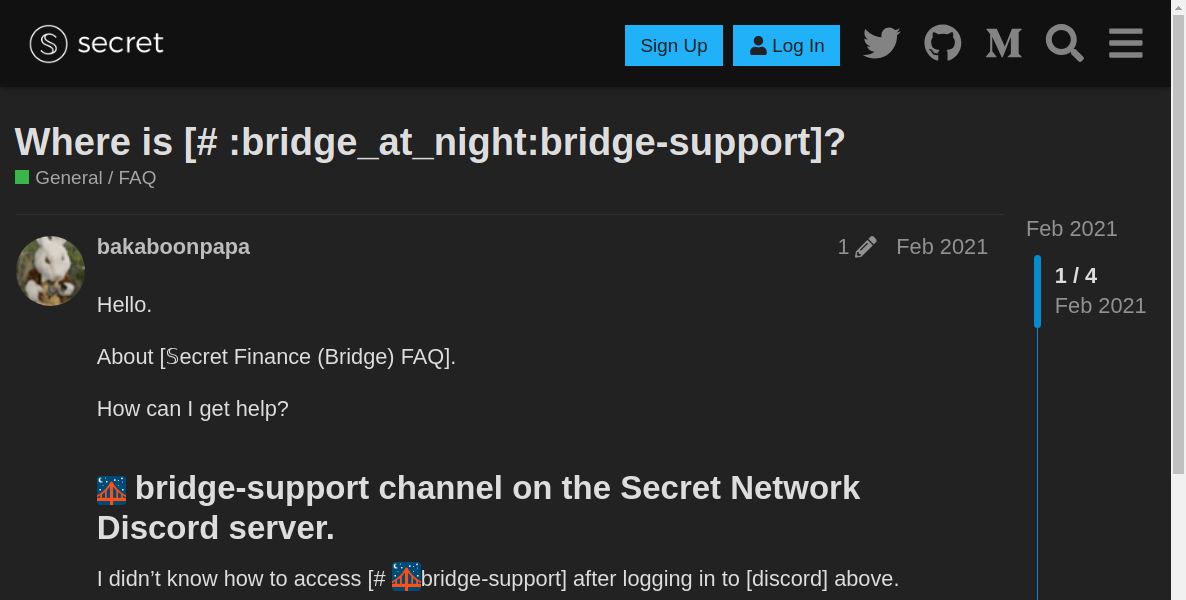 secret
Sign Up
Log In
Where is [# :bridge_at_night:bridge-support]?
General / FAQ
Feb 2021
bakaboonpapa
1
Feb 2021
1 / 4
Feb 2021
Hello.
About [𝕊ecret Finance (Bridge) FAQ].
How can I get help?
bridge-support channel on the Secret Network
Discord server.
I didn’t know how to access [# bridge-support] after logging in to [discord] above.